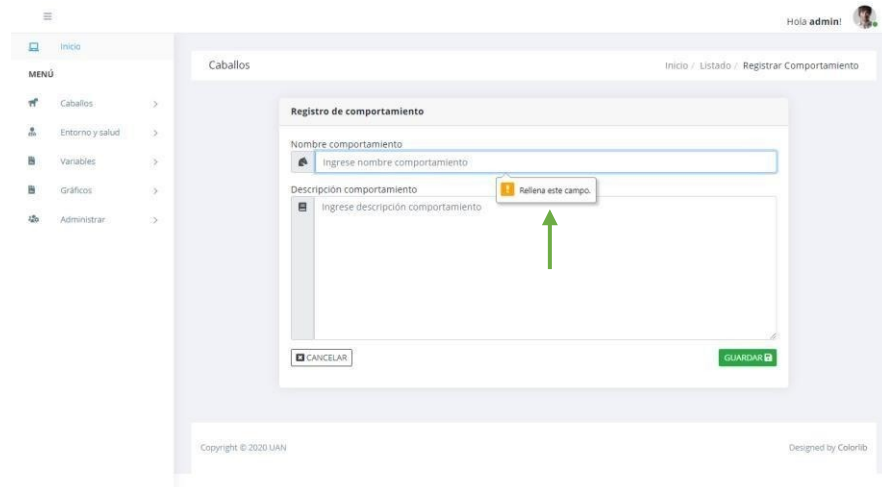 Hola admin!
Inicio
MENÚ
Caballos
Entorno y salud
Variables
Gráficos
Administrar
Caballos
Inicio / Listado / Registrar Comportamiento
Registro de comportamiento
Nombre comportamiento
Ingrese nombre comportamiento
Rellena este campo.
Descripción comportamiento
Ingrese descripción comportamiento
CANCELAR
GUARDAR
Copyright © 2020 UAN
Designed by Colorlib